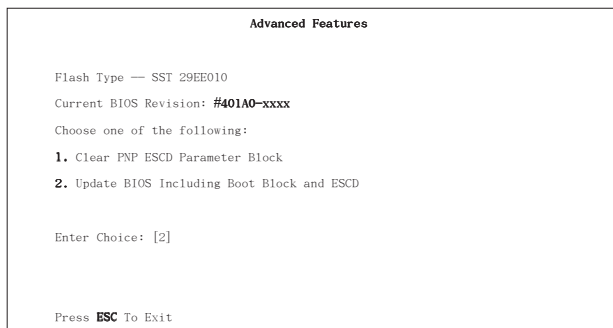 Advanced Features
Flash Type — SST 29EE010
Current BIOS Revision: #401A0-xxxx
Choose one of the following:
1. Clear PNP ESCD Parameter Block
2. Update BIOS Including Boot Block and ESCD
Enter Choice: [2]
Press ESC To Exit